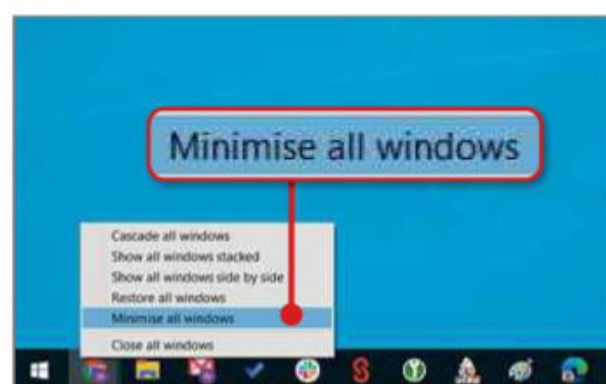 Minimise all windows
Cascade all windows
Show all windows stacked
Show all windows side by side
Restore all windows
Minimise all windows
Close all windows